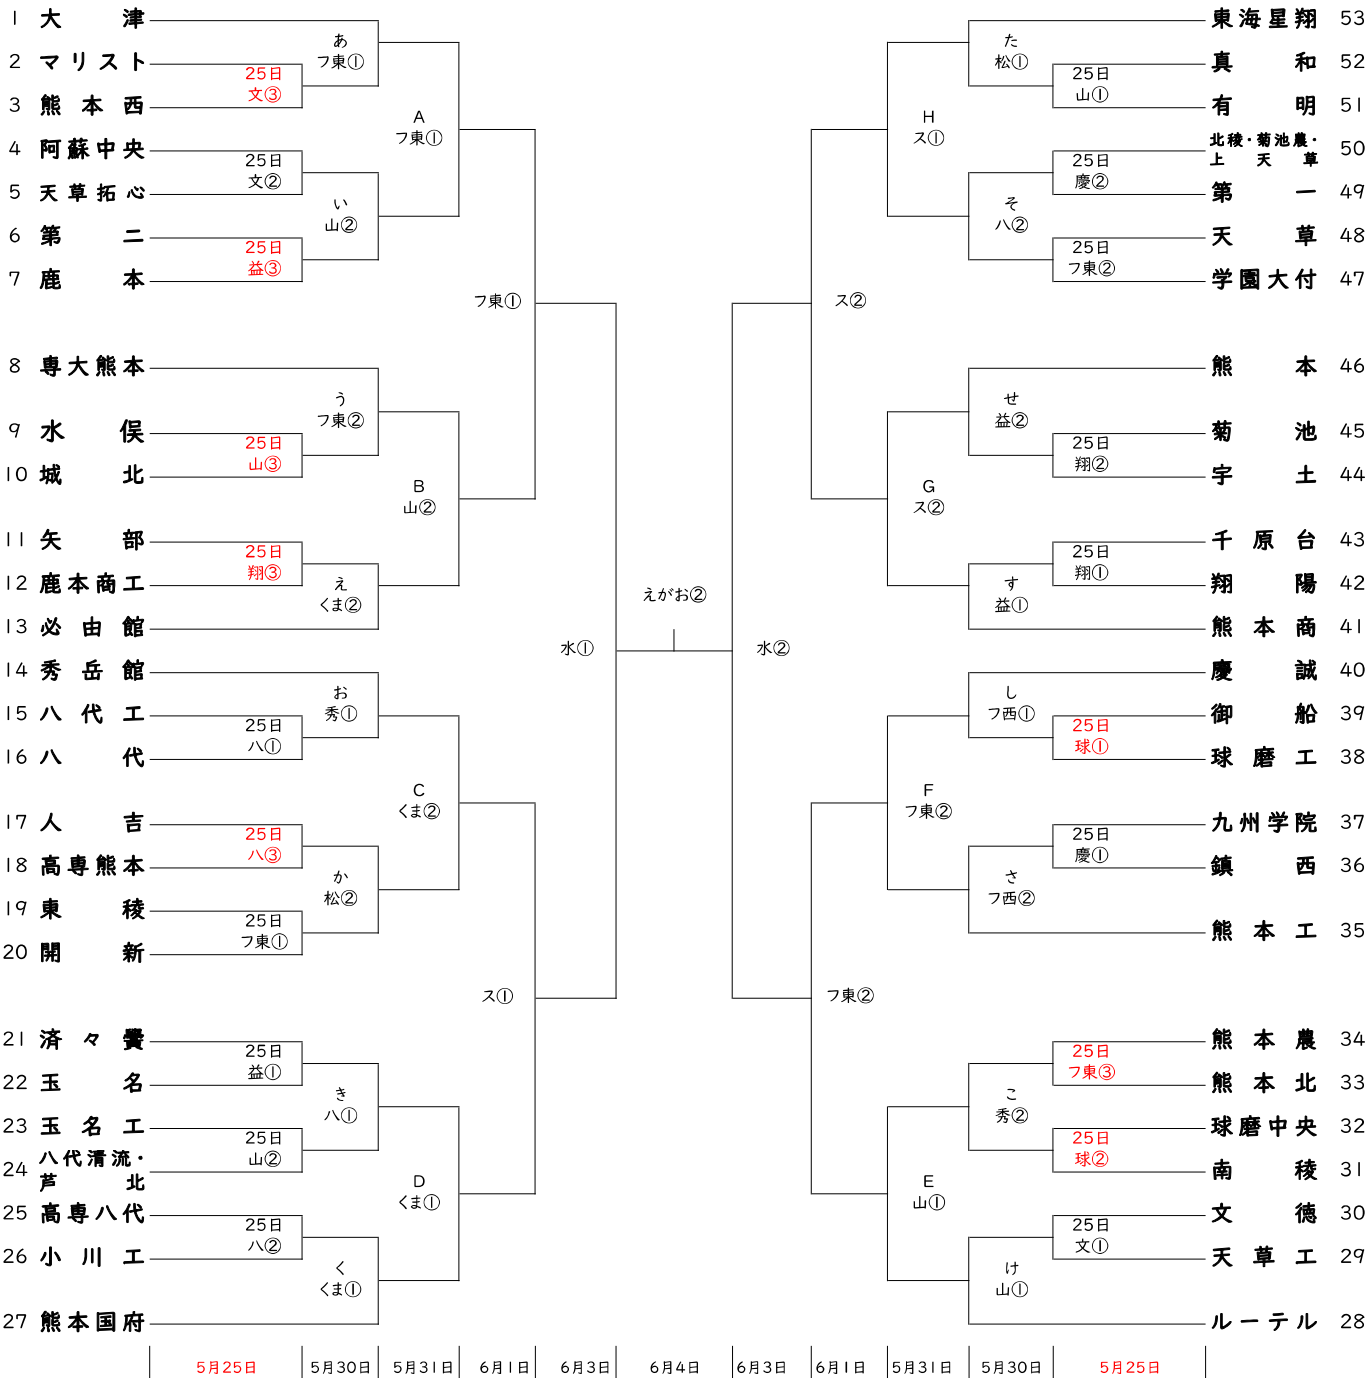 1 大津
2 マリスト
3 熊本西
4 阿蘇中央
5 天草拓心
6 第二
7 鹿本
8 専大熊本
9 水俣
10 城北
11 矢部
12 鹿本商工
13 必由館
14 秀岳館
15 八代工
16 八代
17 人吉
18 高専熊本
19 東稜
20 開新
21 済々黌
22 玉名
23 玉名工
24 八代清流・
芦北
25 高専八代
26 小川工
27 熊本国府
25日
文③
25日
文②
25日
益③
25日
山③
25日
翔③
25日
八①
25日
八③
25日
フ東①
25日
益①
25日
山②
25日
八②
あ
フ東①
い
山②
う
フ東②
え
くま②
お
秀①
か
松②
き
八①
く
くま①
A
フ東①
B
山②
C
くま②
D
くま①
フ東①
ス①
水①
えがお②
水②
ス②
フ東②
H
ス①
G
ス②
F
フ東②
E
山①
た
松①
そ
八②
せ
益②
す
益①
し
フ西①
さ
フ西②
こ
秀②
け
山①
25日
山①
25日
慶②
25日
フ東②
25日
翔②
25日
翔①
25日
球①
25日
慶①
25日
フ東③
25日
球②
25日
文①
東海星翔 53
真和 52
有明 51
北稜・菊池農・
上天草 50
第一 49
天草 48
学園大付 47
熊本 46
菊池 45
宇土 44
千原台 43
翔陽 42
熊本商 41
慶誠 40
御船 39
球磨工 38
九州学院 37
鎮西 36
熊本工 35
熊本農 34
熊本北 33
球磨中央 32
南稜 31
文徳 30
天草工 29
ルーテル 28
5月25日 5月30日 5月31日 6月1日 6月3日 6月4日 6月3日 6月1日 5月31日 5月30日 5月25日